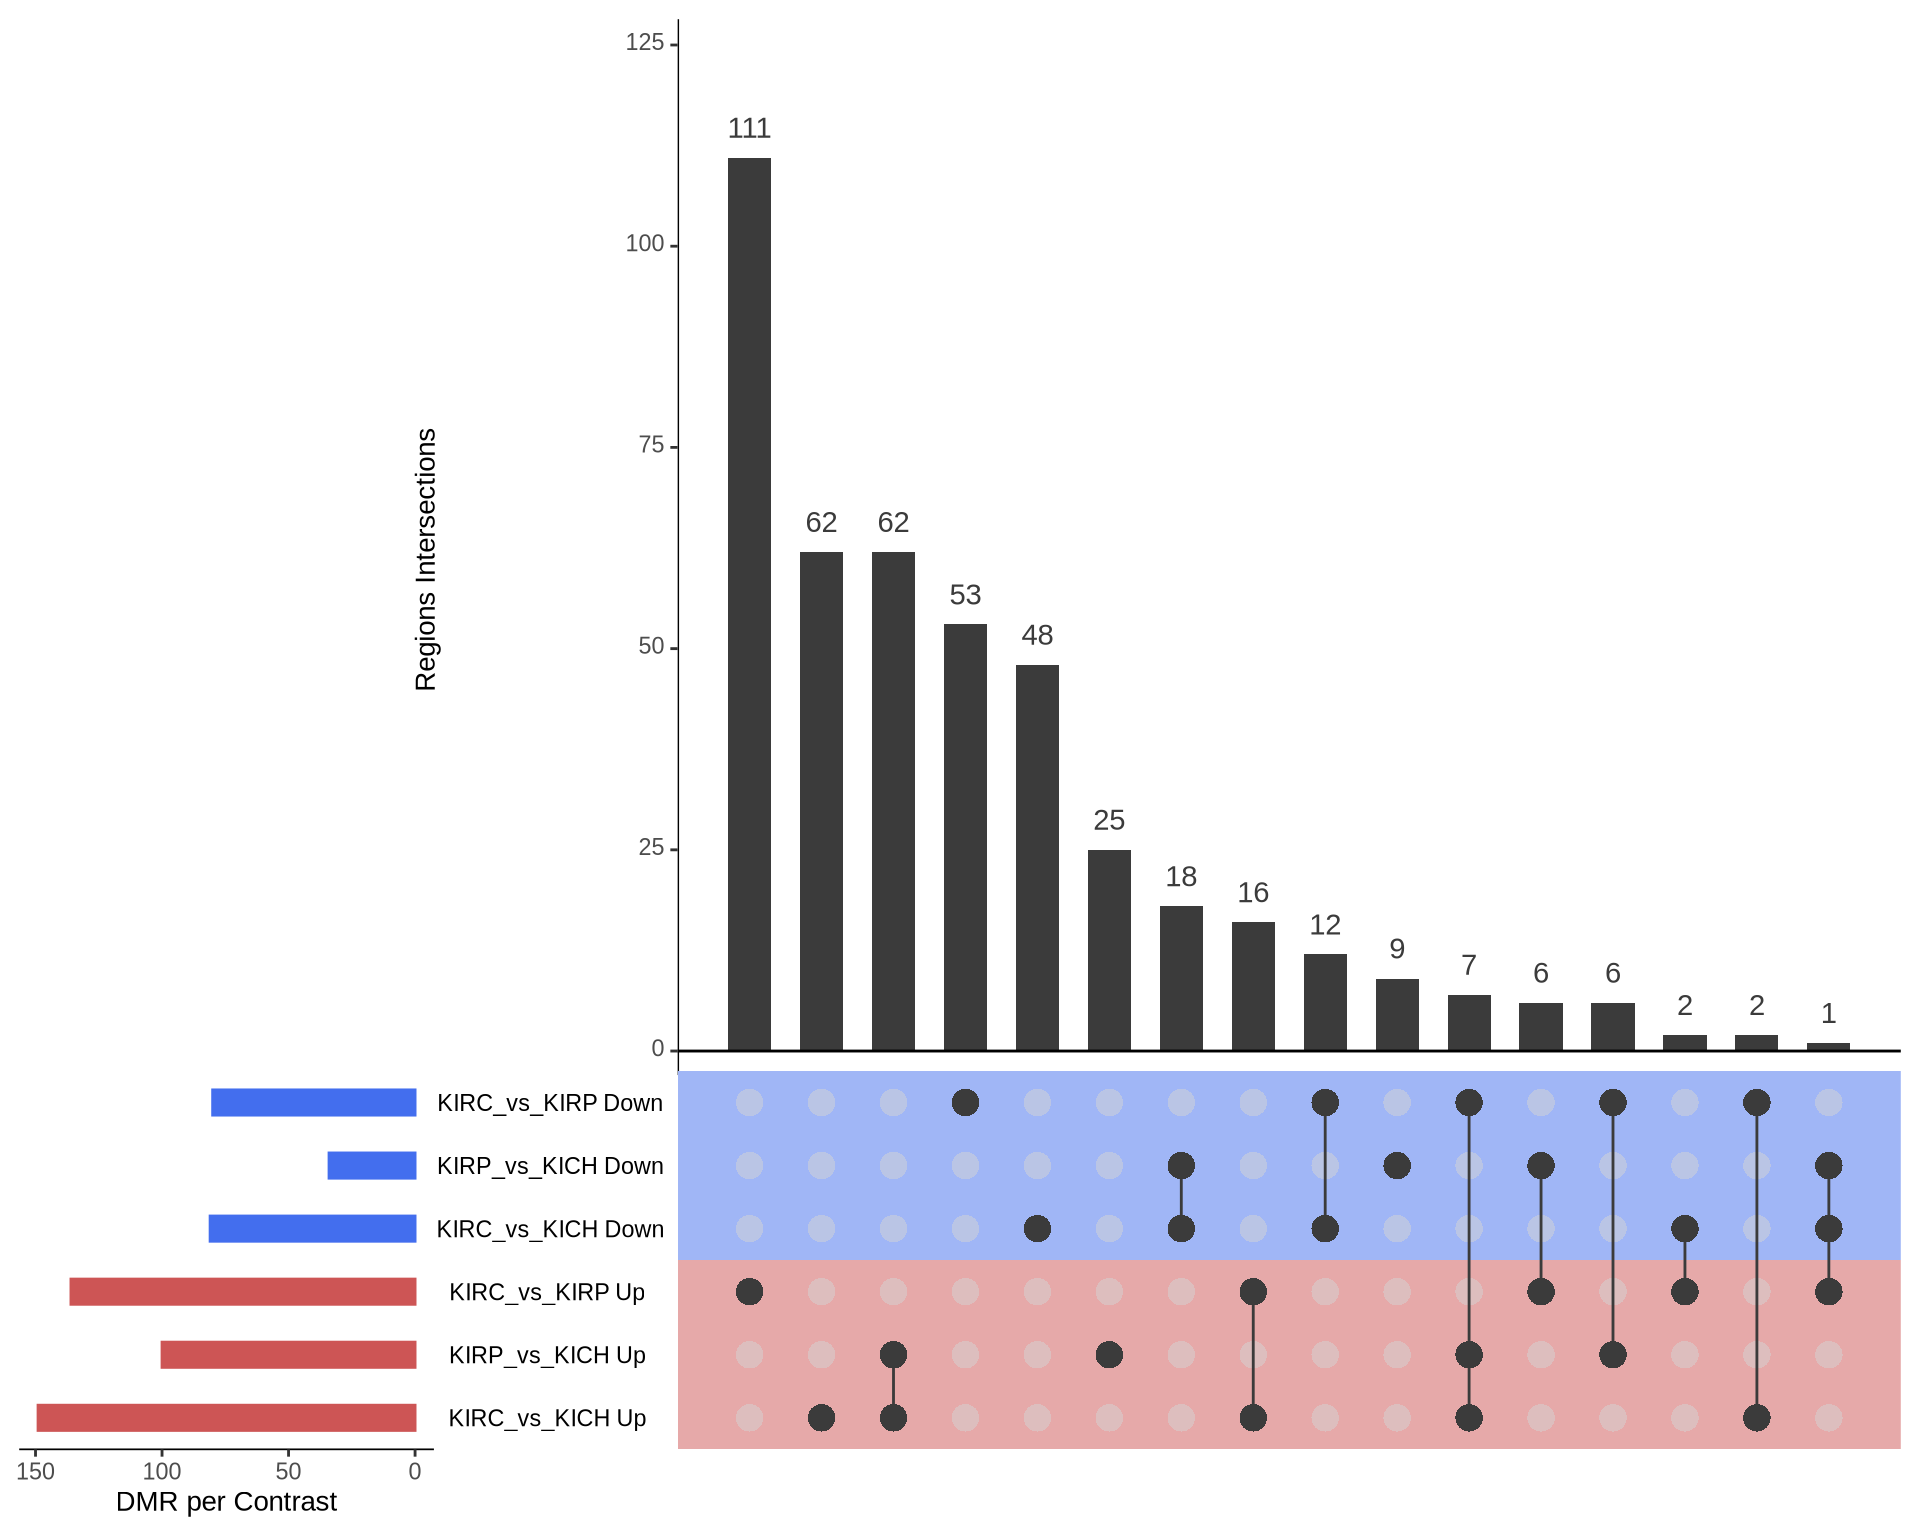 125
111
100
75
62 62
53
48
50
25
25
18
16
12
9
7
6 6
2 2
1
0
Regions Intersections
KIRC_vs_KIRP Down
KIRP_vs_KICH Down
KIRC_vs_KICH Down
KIRC_vs_KIRP Up
KIRP_vs_KICH Up
KIRC_vs_KICH Up
150 100 50 0
DMR per Contrast